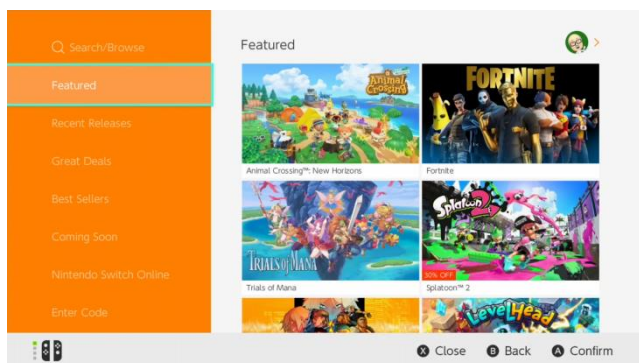 Search/Browse
Featured
Recent Releases
Great Deals
Best Sellers
Coming Soon
Nintendo Switch Online
Enter Code
Featured
Animal Crossing
FORTNITE
Animal Crossing™: New Horizons
Fortnite
TRIALS of MANA
Splatoon 2
30% OFF
Trials of Mana
Splatoon™ 2
LEVELHEAD
X Close
B Back
A Confirm